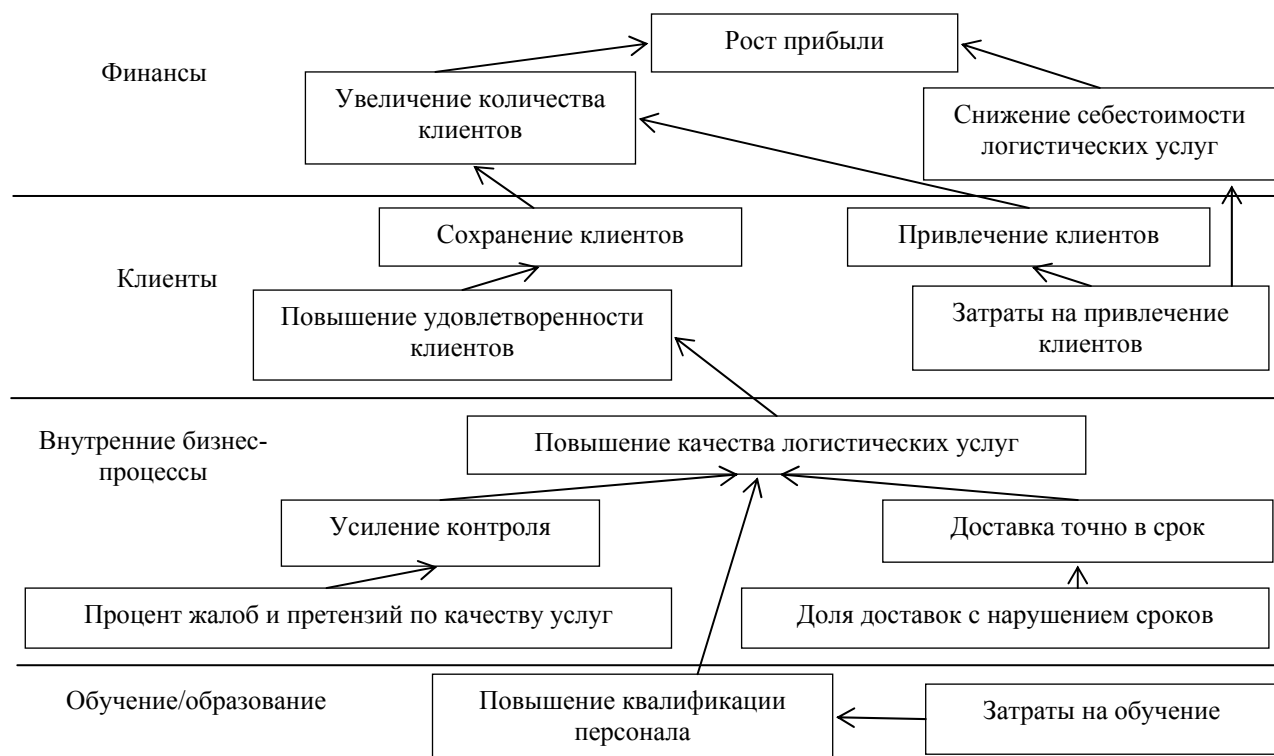 Рост прибыли
Финансы
Увеличение количества
клиентов
Снижение себестоимости
логистических услуг
Сохранение клиентов
Привлечение клиентов
Клиенты
Повышение удовлетворенности
клиентов
Затраты на привлечение
клиентов
Внутренние бизнес-
процессы
Повышение качества логистических услуг
Усиление контроля
Доставка точно в срок
Процент жалоб и претензий по качеству услуг
Доля доставок с нарушением сроков
Обучение/образование
Повышение квалификации
персонала
Затраты на обучение